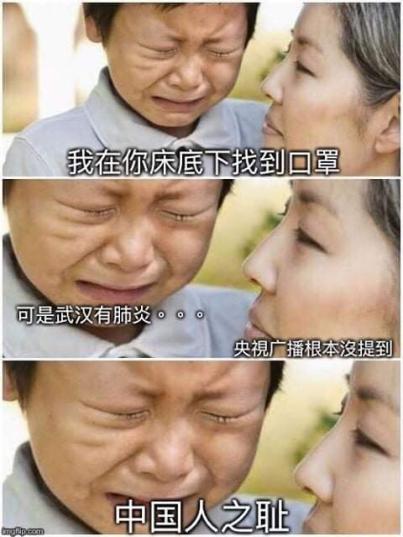 我在你床底下找到口罩
可是武汉有肺炎。。。
央視广播根本沒提到
中国人之耻
imgflip.com